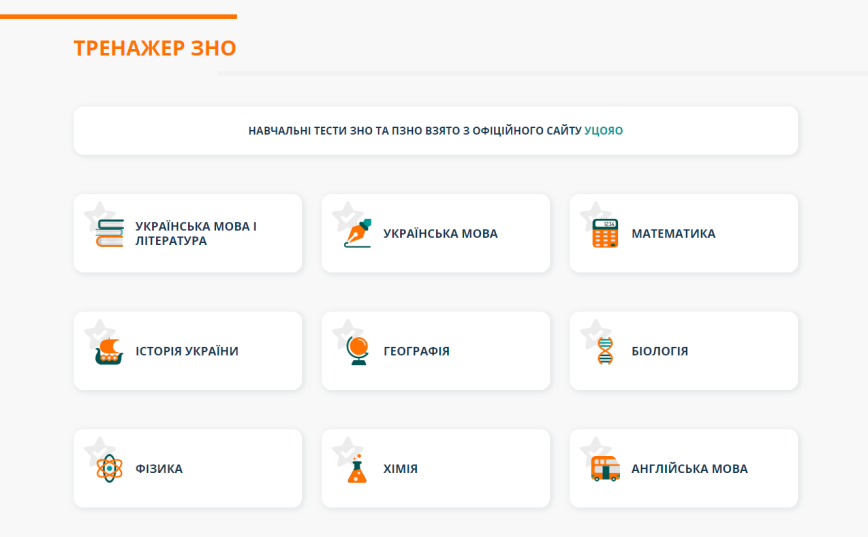 ТРЕНАЖЕР ЗНО
НАВЧАЛЬНІ ТЕСТИ ЗНО ТА ПЗНО ВЗЯТО З ОФІЦІЙНОГО САЙТУ УЦОЯО
УКРАЇНСЬКА МОВА І
ЛІТЕРАТУРА
УКРАЇНСЬКА МОВА
1234
МАТЕМАТИКА
ІСТОРІЯ УКРАЇНИ
ГЕОГРАФІЯ
БІОЛОГІЯ
ФІЗИКА
ХІМІЯ
АНГЛІЙСЬКА МОВА